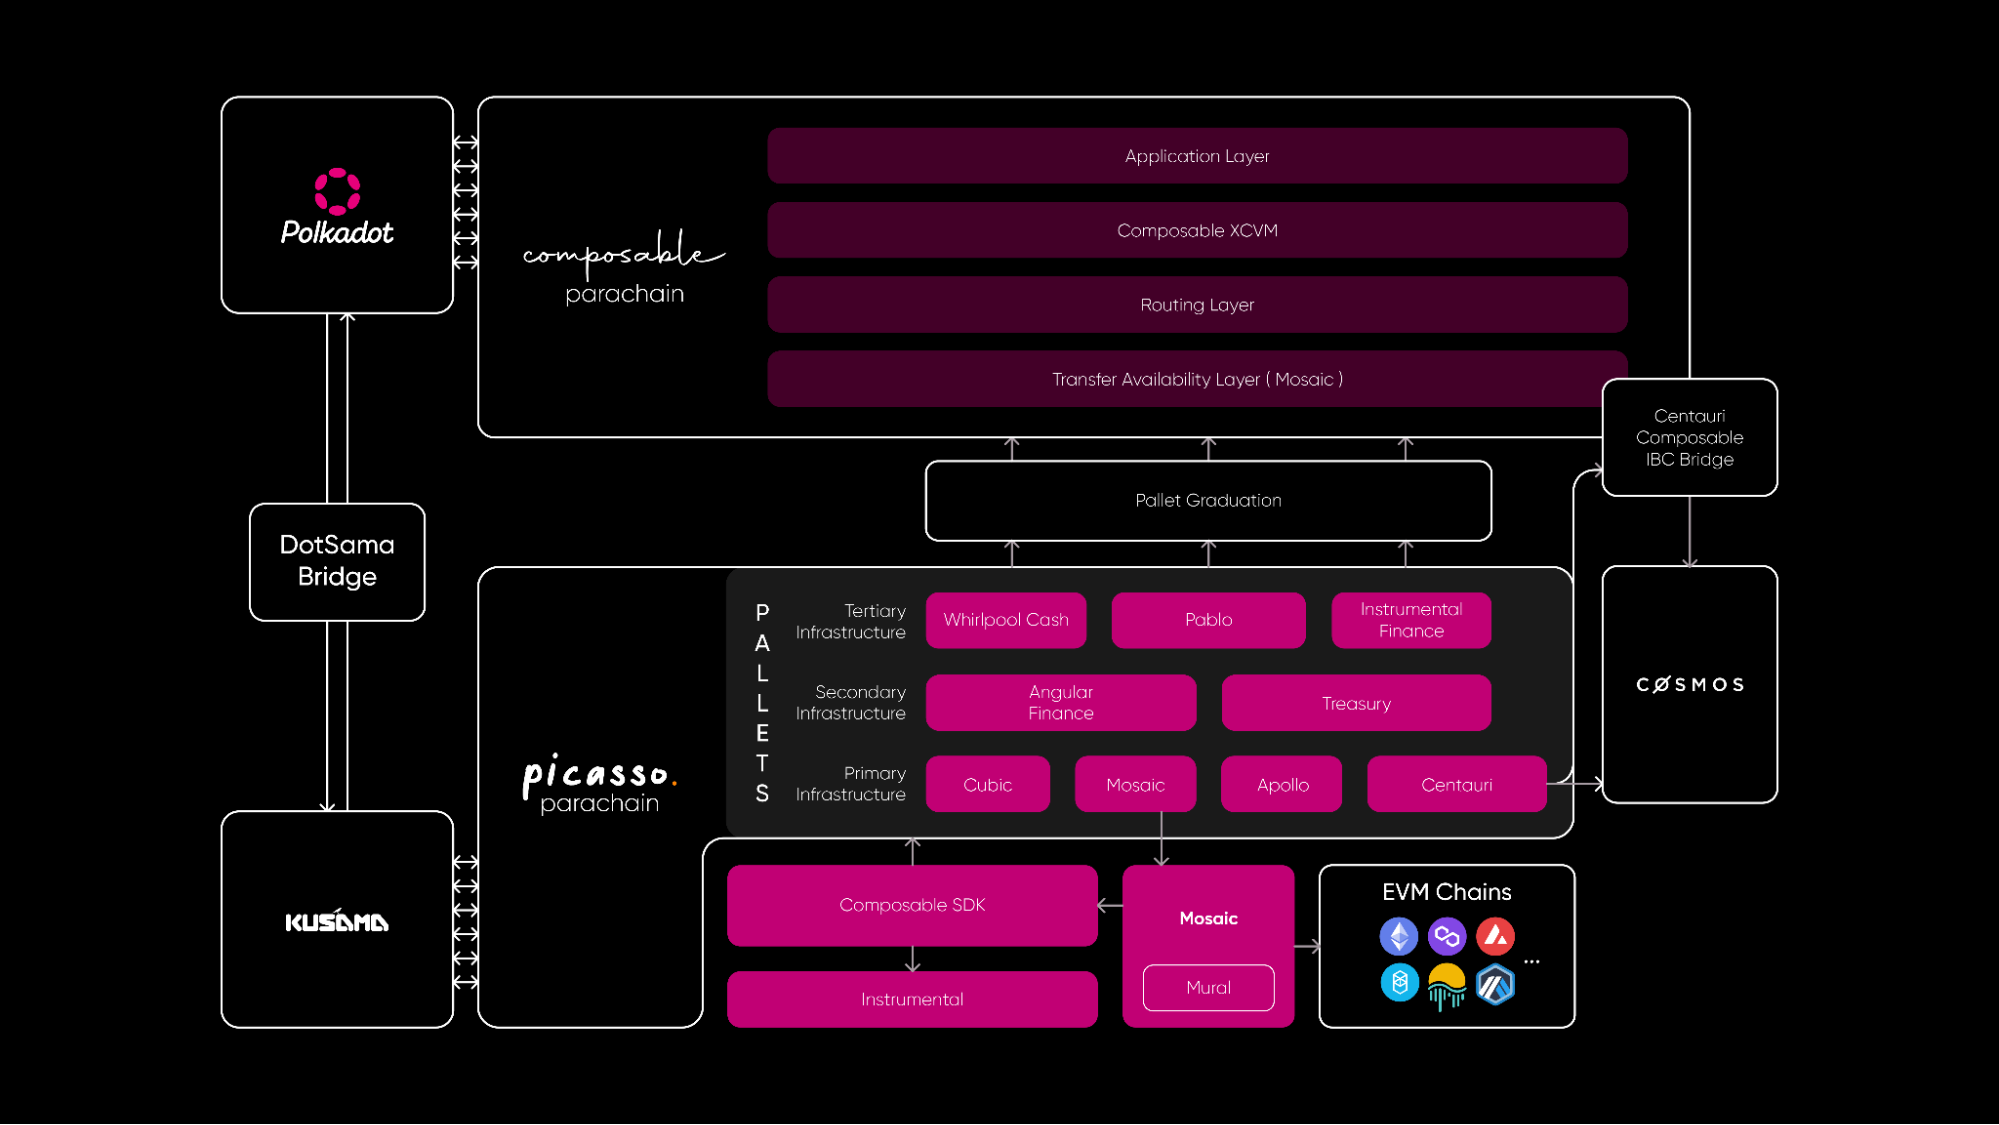 Polkadot
composable
parachain
Application Layer
Composable XCVM
Routing Layer
Transfer Availability Layer ( Mosaic )
Centauri
Composable
IBC Bridge
Pallet Graduation
DotSama
Bridge
picasso.
parachain
PALLETS
Tertiary
Infrastructure
Whirlpool Cash
Pablo
Instrumental
Finance
Secondary
Infrastructure
Angular
Finance
Treasury
Primary
Infrastructure
Cubic
Mosaic
Apollo
Centauri
COSMOS
KUSAMA
Composable SDK
Instrumental
Mosaic
Mural
EVM Chains
...